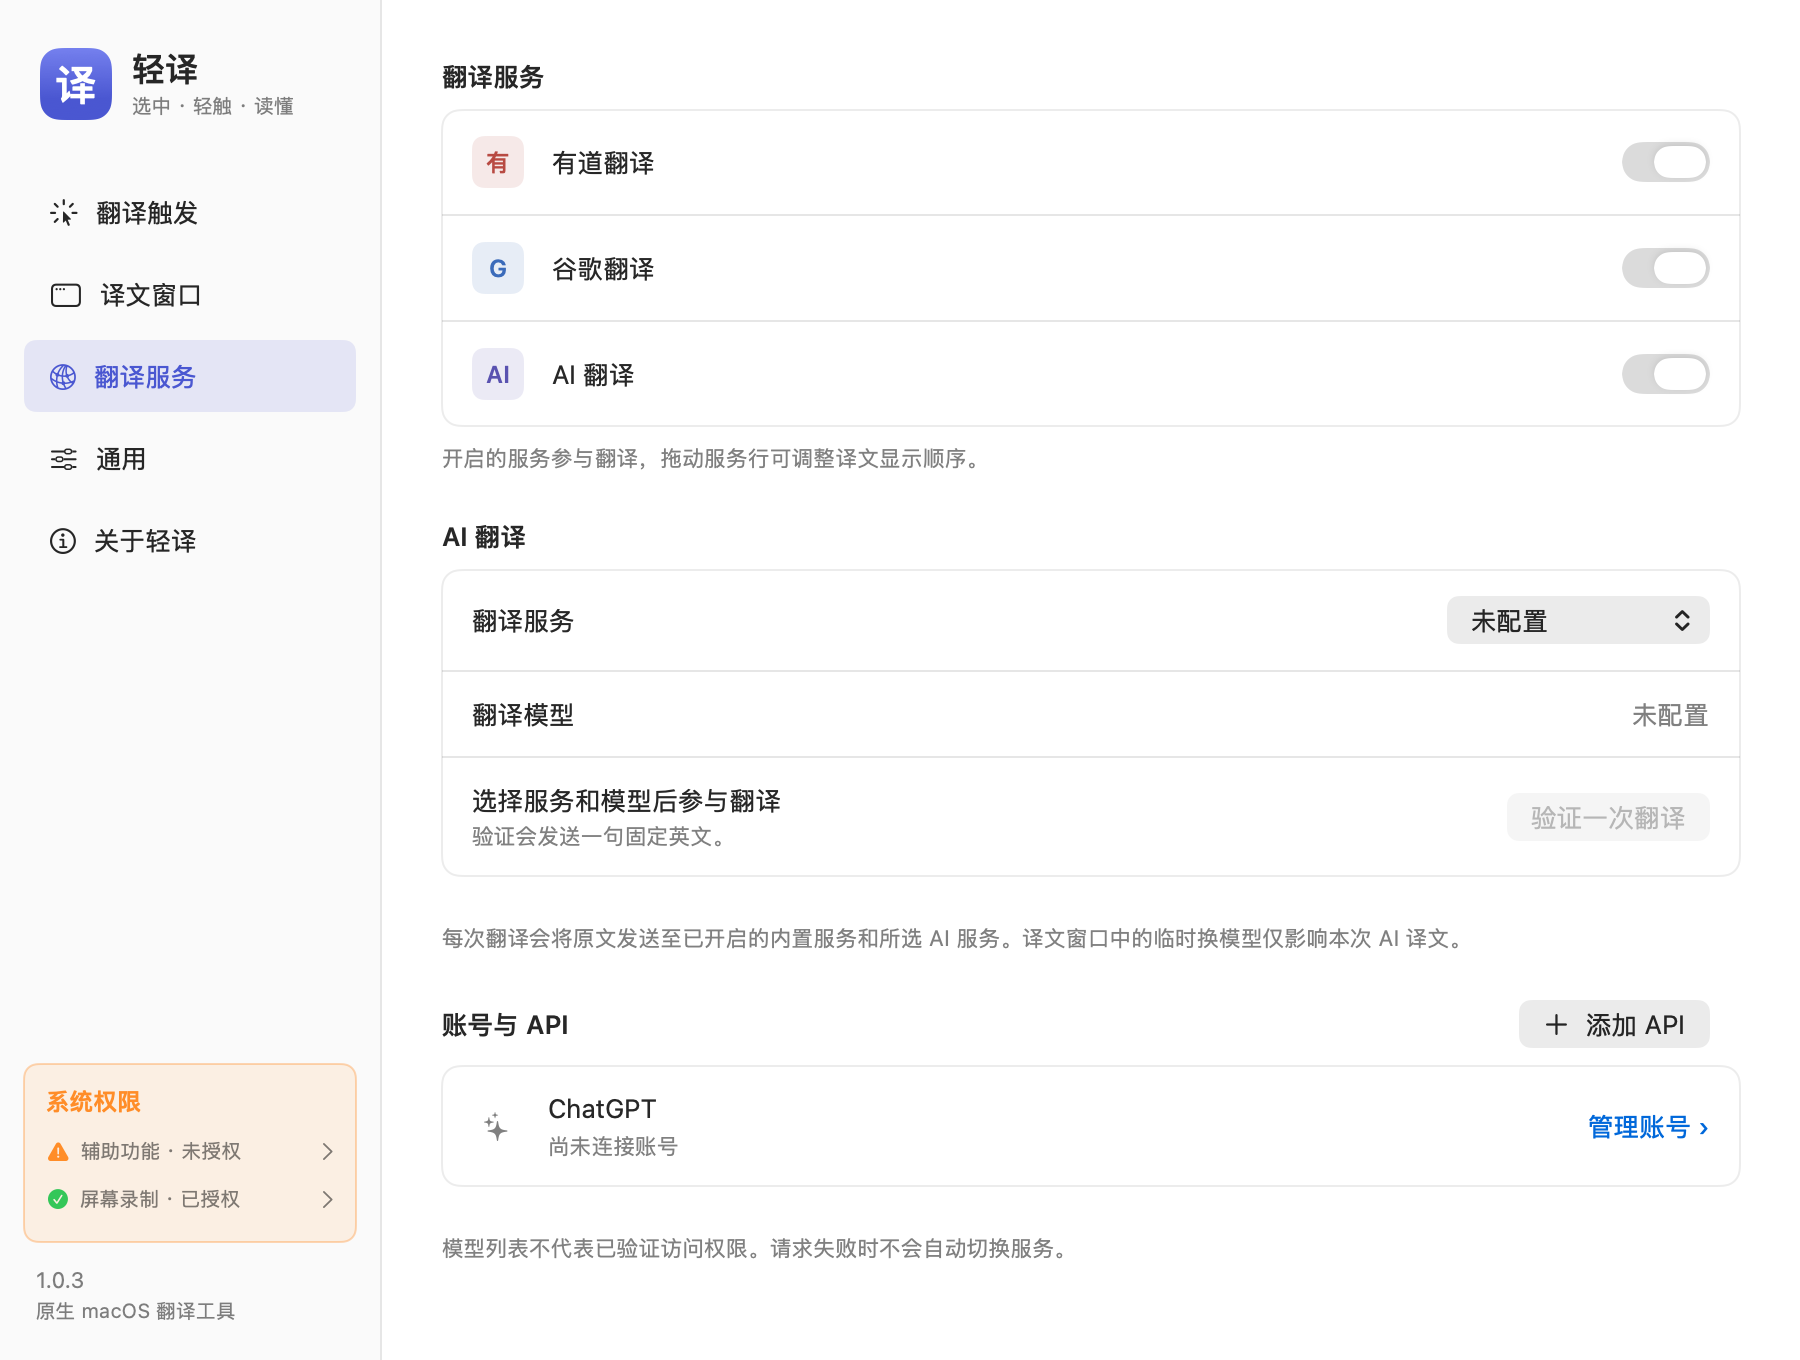 译
轻译
选中 · 轻触 · 读懂
翻译触发
译文窗口
翻译服务
通用
关于轻译
系统权限
辅助功能 · 未授权
屏幕录制 · 已授权
1.0.3
原生 macOS 翻译工具
翻译服务
有 有道翻译
G 谷歌翻译
AI AI 翻译
开启的服务参与翻译，拖动服务行可调整译文显示顺序。
AI 翻译
翻译服务 未配置
翻译模型 未配置
选择服务和模型后参与翻译
验证会发送一句固定英文。
验证一次翻译
每次翻译会将原文发送至已开启的内置服务和所选 AI 服务。译文窗口中的临时换模型仅影响本次 AI 译文。
账号与 API
添加 API
ChatGPT
尚未连接账号
管理账号 ›
模型列表不代表已验证访问权限。请求失败时不会自动切换服务。